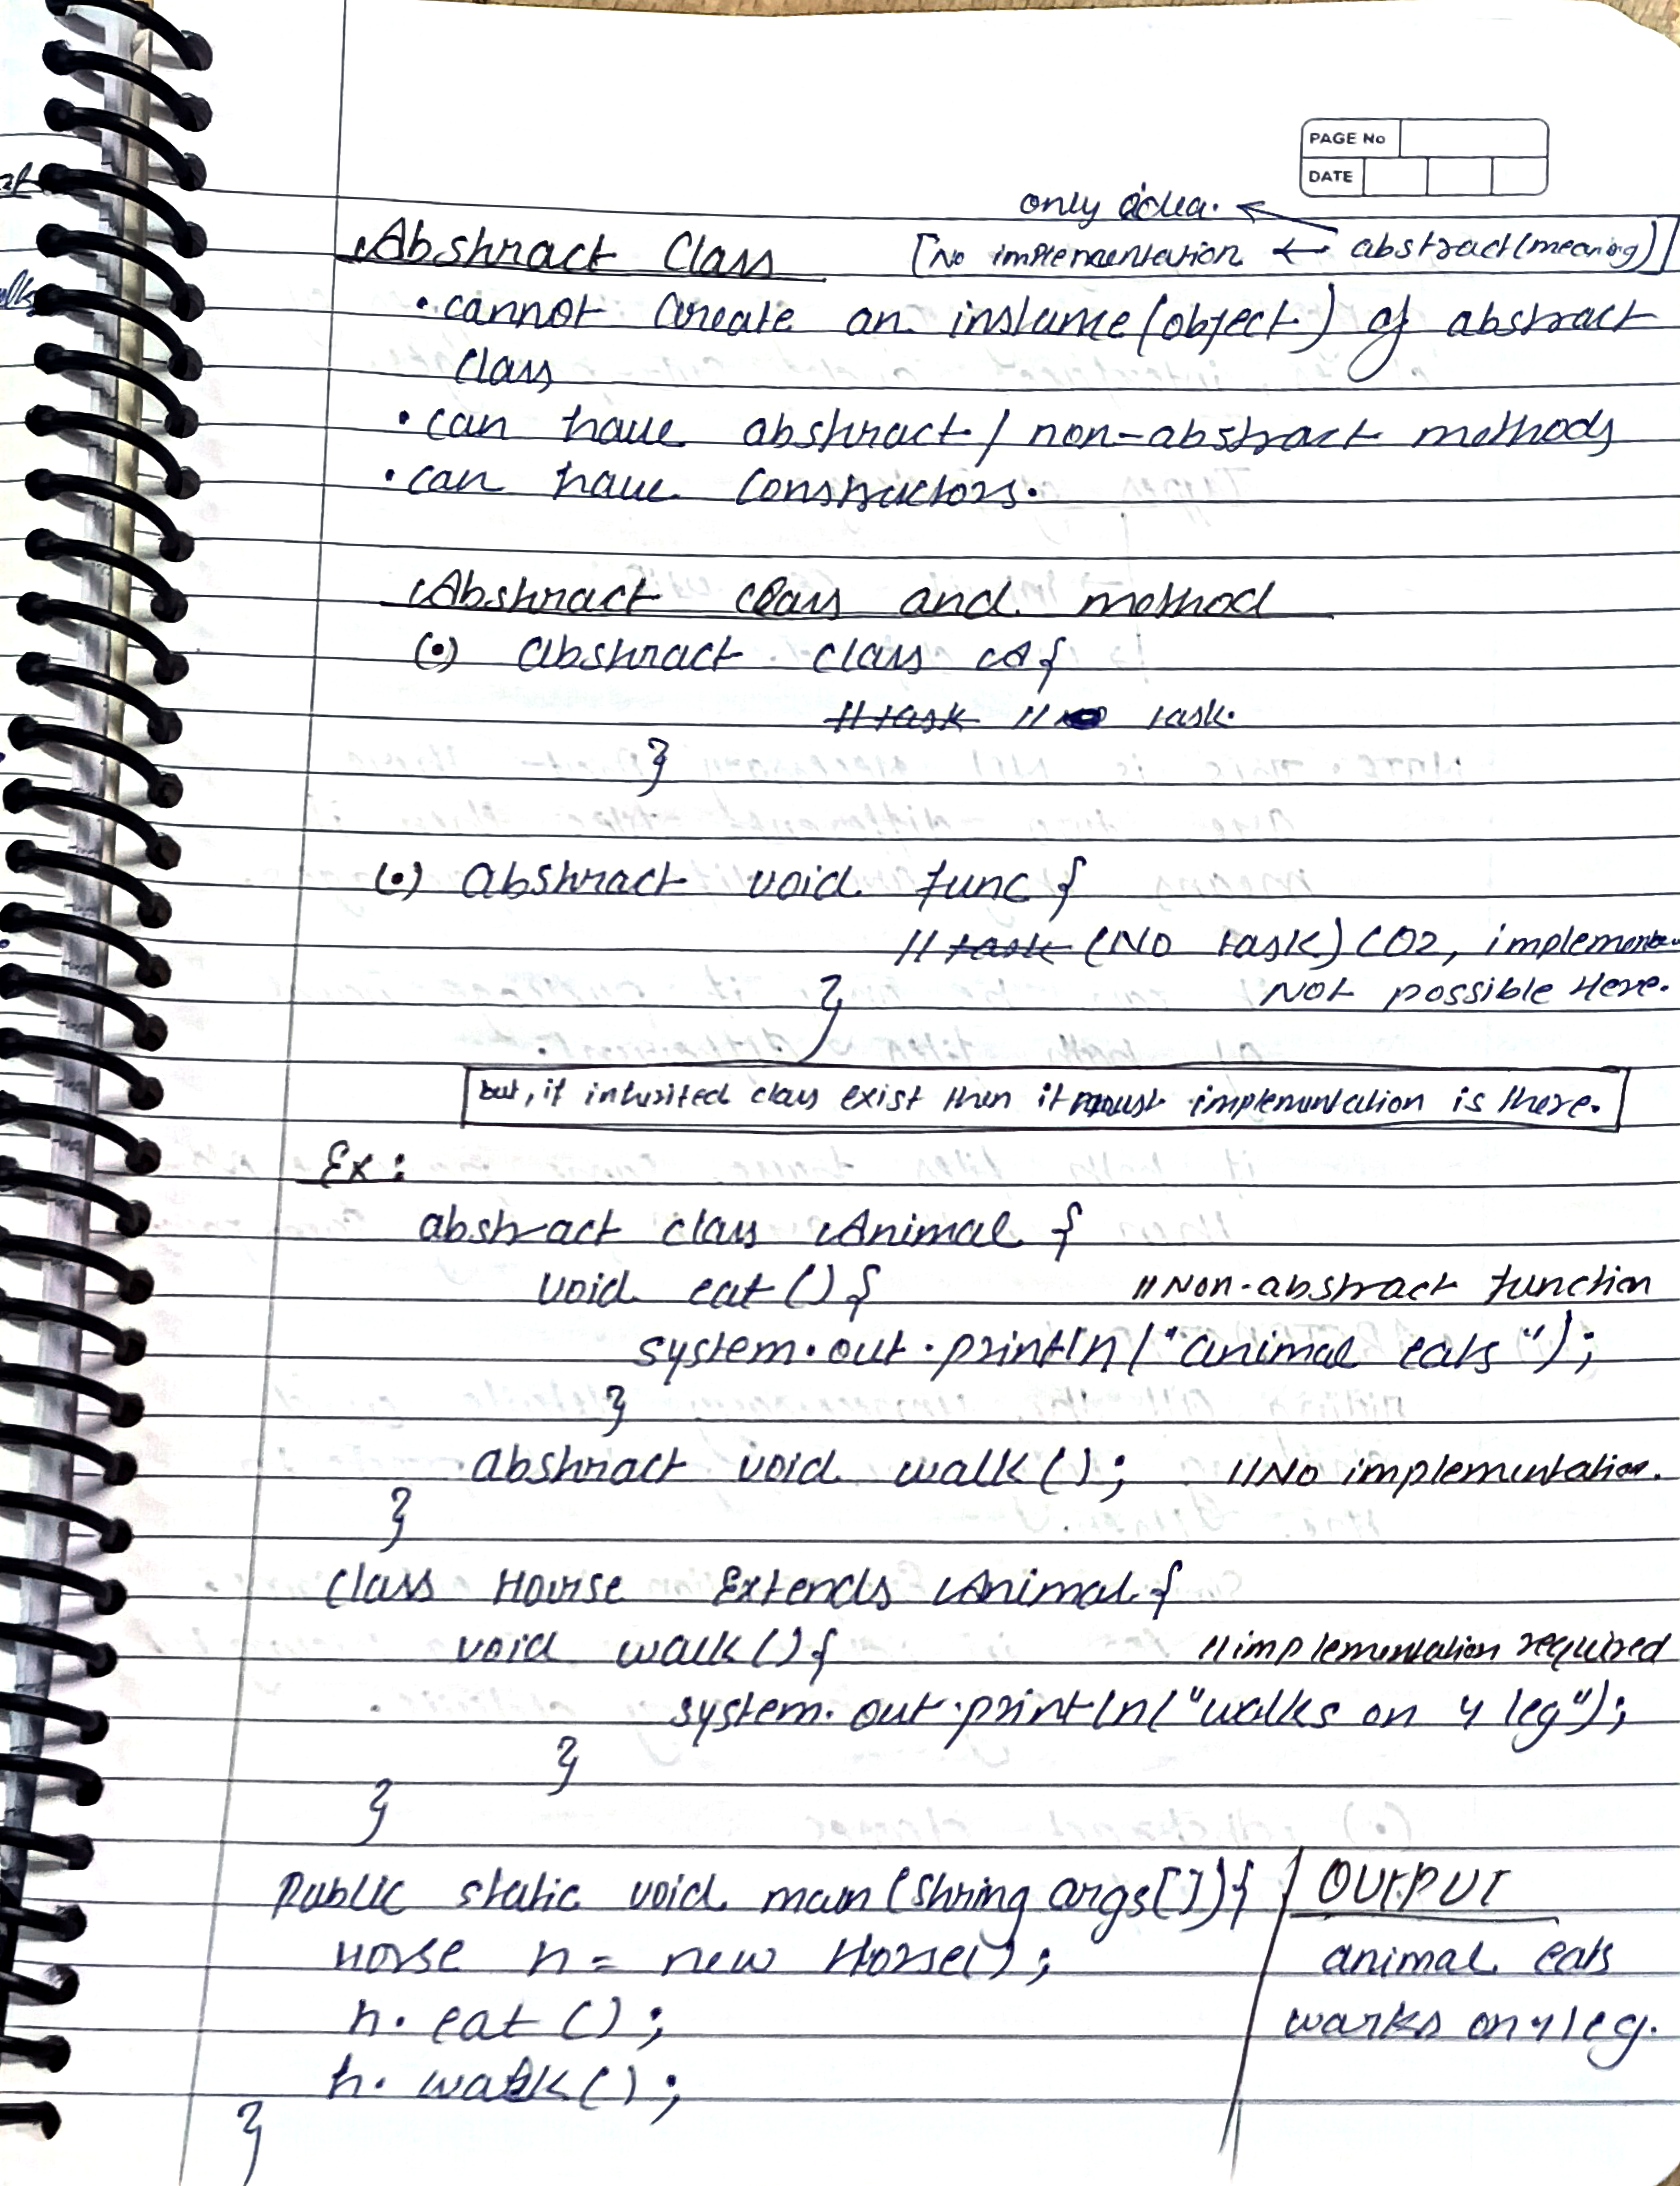 PAGE No
DATE
only idea.
Abstract Class [No implementation ← abstract (meaning)]
• cannot create an instance (object) of abstract
class
• can have abstract / non-abstract methods
• can have constructors.
Abstract class and method
(•) abstract class A {
//task // no task.
}
(•) abstract void func {
// task (No task) (02, implementa
Not possible Here.
}
but, if inherited class exist then it must implementation is there.
Ex:
abstract class Animal {
void eat () { //Non-abstract function
system.out.println("animal eats");
}
abstract void walk (); //No implementation.
}
class Hourse Extends Animal {
void walk () { //implementation required
system.out.println("walks on 4 leg");
}
}
Public static void main (String args[]) {
Horse h = new Horse();
h. eat ();
h. walk ();
}
OUTPUT
animal eats
warks on 4 leg.